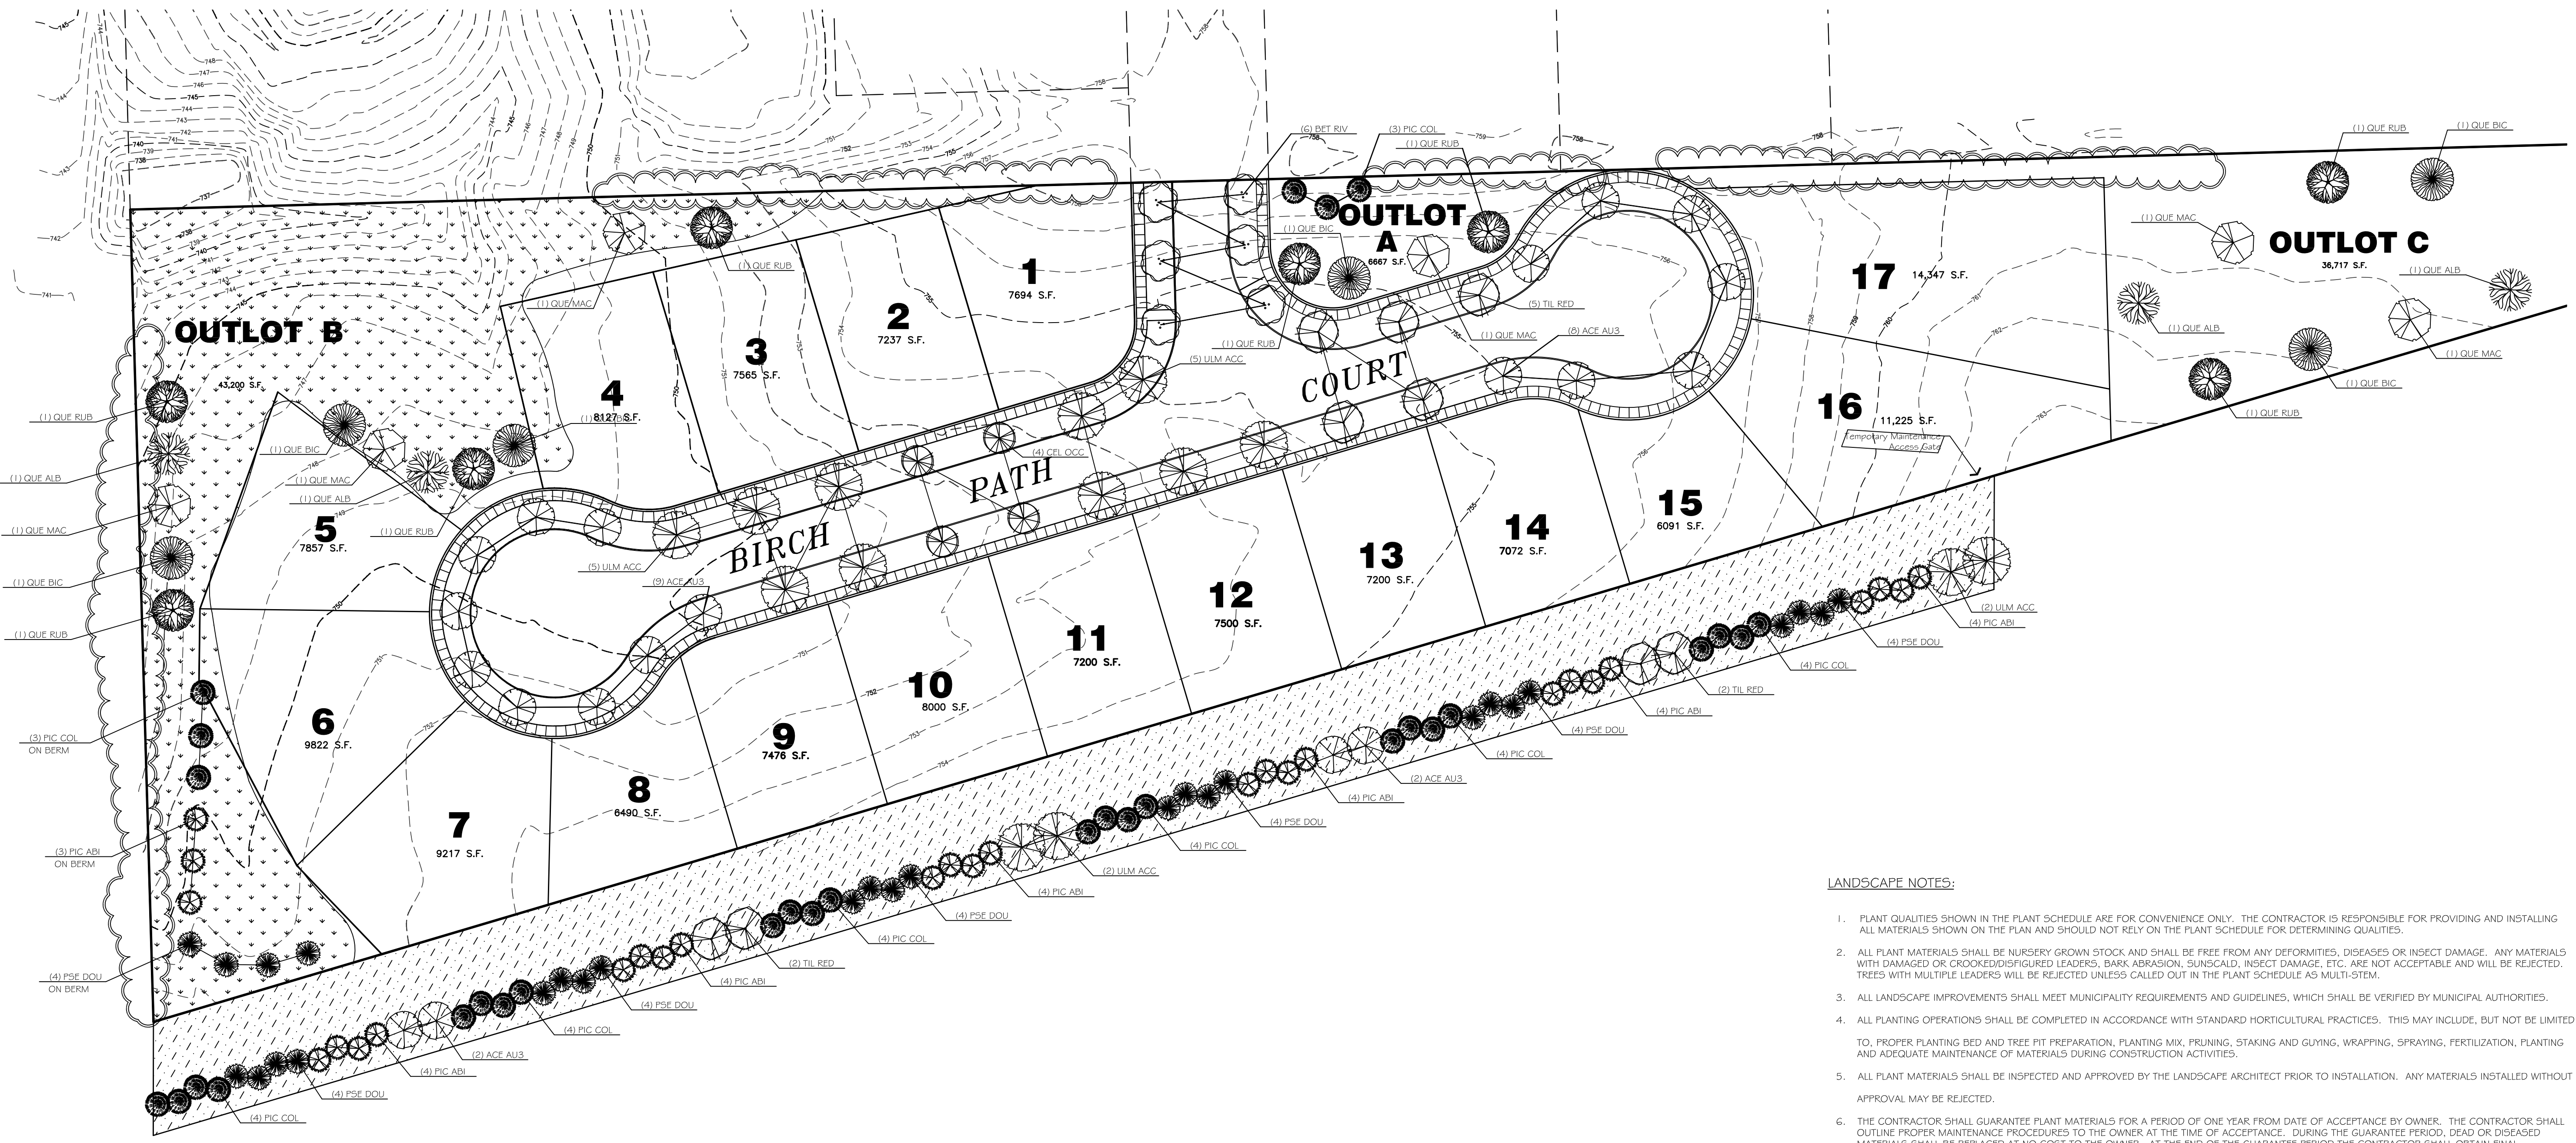 (6) BET RIV
(3) PIC COL
(1) QUE RUB
(1) QUE RUB
(1) QUE BIC
(1) QUE MAC
OUTLOT C
36,717 S.F.
(1) QUE ALB
(1) QUE ALB
(1) QUE MAC
(1) QUE BIC
(1) QUE RUB
OUTLOT
A
6667 S.F.
(1) QUE BIC
(1) QUE RUB
(5) TIL RED
(1) QUE MAC
(8) ACE AU3
(5) ULM ACC
17
14,347 S.F.
16
11,225 S.F.
Temporary Maintenance
Access Gate
1
7694 S.F.
2
7237 S.F.
3
7565 S.F.
4
8127 S.F.
(1) QUE RUB
(1) QUE MAC
OUTLOT B
43,200 S.F.
(1) QUE RUB
(1) QUE ALB
(1) QUE MAC
(1) QUE BIC
(1) QUE RUB
(1) QUE BIC
(1) QUE MAC
(1) QUE ALB
(1) QUE RUB
(4) CEL OCC
(5) ULM ACC
(9) ACE AU3
BIRCH
PATH
COURT
5
7857 S.F.
6
9822 S.F.
7
9217 S.F.
8
6490 S.F.
9
7476 S.F.
10
8000 S.F.
11
7200 S.F.
12
7500 S.F.
13
7200 S.F.
14
7072 S.F.
15
6091 S.F.
(3) PIC COL
ON BERM
(3) PIC ABI
ON BERM
(4) PSE DOU
ON BERM
(2) ULM ACC
(4) PIC ABI
(4) PSE DOU
(4) PIC COL
(2) TIL RED
(4) PIC ABI
(4) PSE DOU
(4) PIC COL
(2) ACE AU3
(4) PIC ABI
(4) PSE DOU
(4) PIC COL
(2) ULM ACC
(4) PIC ABI
(4) PSE DOU
(4) PIC COL
(2) TIL RED
(4) PIC ABI
(4) PSE DOU
(4) PIC COL
(2) ACE AU3
(4) PIC ABI
(4) PSE DOU
(4) PIC COL
LANDSCAPE NOTES:
1. PLANT QUALITIES SHOWN IN THE PLANT SCHEDULE ARE FOR CONVENIENCE ONLY. THE CONTRACTOR IS RESPONSIBLE FOR PROVIDING AND INSTALLING
ALL MATERIALS SHOWN ON THE PLAN AND SHOULD NOT RELY ON THE PLANT SCHEDULE FOR DETERMINING QUALITIES.
2. ALL PLANT MATERIALS SHALL BE NURSERY GROWN STOCK AND SHALL BE FREE FROM ANY DEFORMITIES, DISEASES OR INSECT DAMAGE. ANY MATERIALS
WITH DAMAGED OR CROOKED/DISFIGURED LEADERS, BARK ABRASION, SUNSCALD, INSECT DAMAGE, ETC. ARE NOT ACCEPTABLE AND WILL BE REJECTED.
TREES WITH MULTIPLE LEADERS WILL BE REJECTED UNLESS CALLED OUT IN THE PLANT SCHEDULE AS MULTI-STEM.
3. ALL LANDSCAPE IMPROVEMENTS SHALL MEET MUNICIPALITY REQUIREMENTS AND GUIDELINES, WHICH SHALL BE VERIFIED BY MUNICIPAL AUTHORITIES.
4. ALL PLANTING OPERATIONS SHALL BE COMPLETED IN ACCORDANCE WITH STANDARD HORTICULTURAL PRACTICES. THIS MAY INCLUDE, BUT NOT BE LIMITED
TO, PROPER PLANTING BED AND TREE PIT PREPARATION, PLANTING MIX, PRUNING, STAKING AND GUYING, WRAPPING, SPRAYING, FERTILIZATION, PLANTING
AND ADEQUATE MAINTENANCE OF MATERIALS DURING CONSTRUCTION ACTIVITIES.
5. ALL PLANT MATERIALS SHALL BE INSPECTED AND APPROVED BY THE LANDSCAPE ARCHITECT PRIOR TO INSTALLATION. ANY MATERIALS INSTALLED WITHOUT
APPROVAL MAY BE REJECTED.
6. THE CONTRACTOR SHALL GUARANTEE PLANT MATERIALS FOR A PERIOD OF ONE YEAR FROM DATE OF ACCEPTANCE BY OWNER. THE CONTRACTOR SHALL
OUTLINE PROPER MAINTENANCE PROCEDURES TO THE OWNER AT THE TIME OF ACCEPTANCE. DURING THE GUARANTEE PERIOD, DEAD OR DISEASED
MATERIALS SHALL BE REPLACED AT NO COST TO THE OWNER. AT THE END OF THE GUARANTEE PERIOD THE CONTRACTOR SHALL OBTAIN FINAL